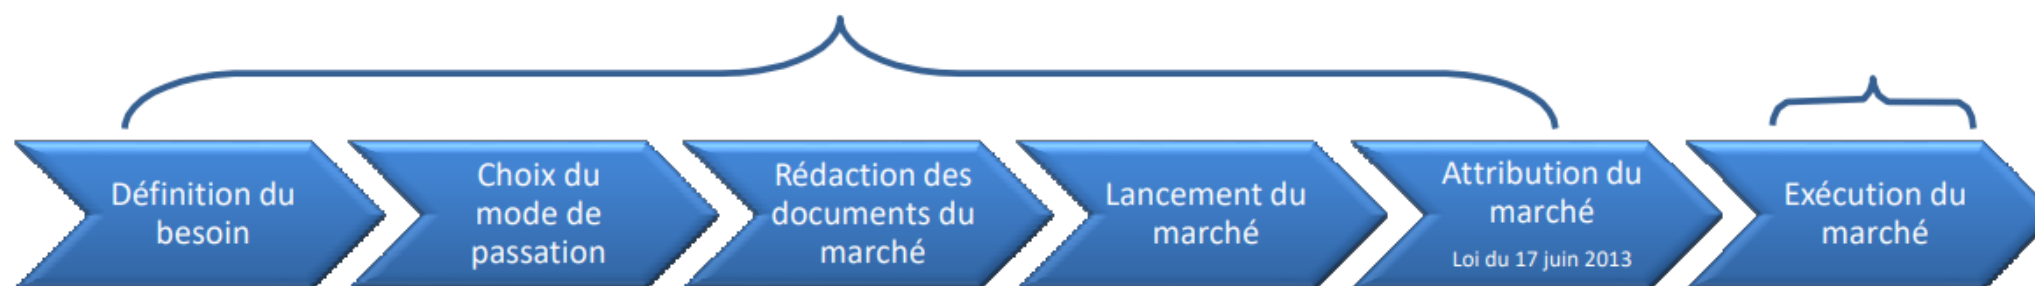 Définition du
besoin
Choix du
mode de
passation
Rédaction des
documents du
marché
Lancement du
marché
Attribution du
marché
Loi du 17 juin 2013
Exécution du
marché